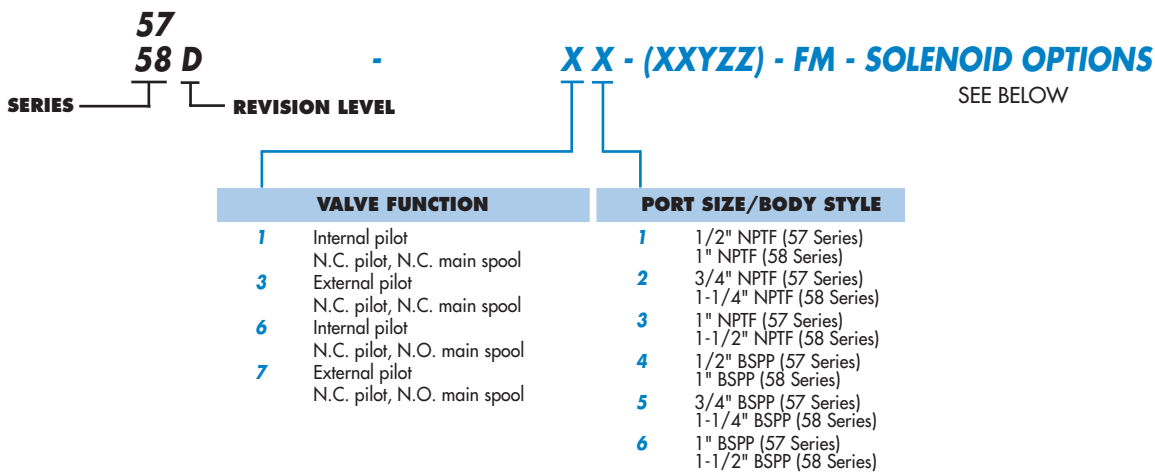 57
58 D - X X - (XXYZZ) - FM - SOLENOID OPTIONS
SEE BELOW
SERIES REVISION LEVEL
VALVE FUNCTION
1 Internal pilot
N.C. pilot, N.C. main spool
3 External pilot
N.C. pilot, N.C. main spool
6 Internal pilot
N.C. pilot, N.O. main spool
7 External pilot
N.C. pilot, N.O. main spool
PORT SIZE/BODY STYLE
1 1/2" NPTF (57 Series)
1" NPTF (58 Series)
2 3/4" NPTF (57 Series)
1-1/4" NPTF (58 Series)
3 1" NPTF (57 Series)
1-1/2" NPTF (58 Series)
4 1/2" BSPP (57 Series)
1" BSPP (58 Series)
5 3/4" BSPP (57 Series)
1-1/4" BSPP (58 Series)
6 1" BSPP (57 Series)
1-1/2" BSPP (58 Series)